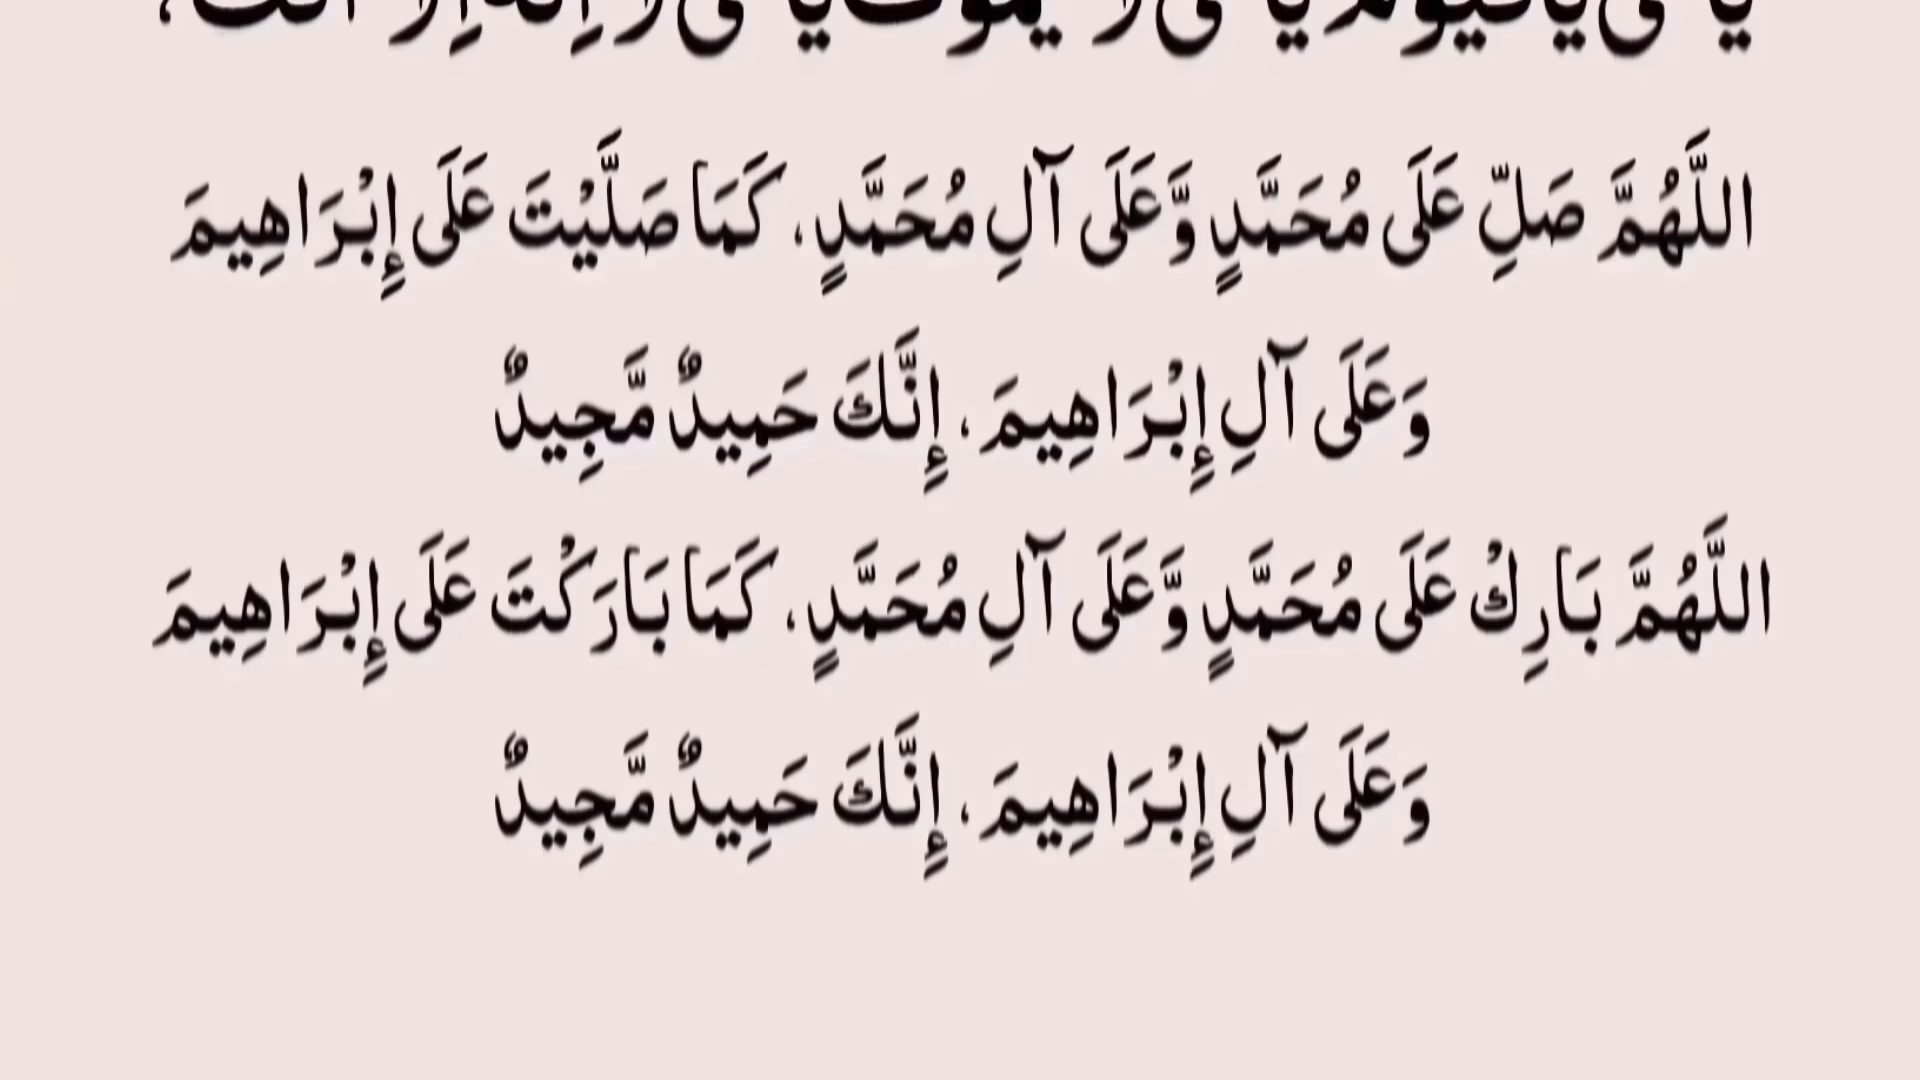 اللَّهُمَّ صَلِّ عَلَى مُحَمَّدٍ وَّعَلَى آلِ مُحَمَّدٍ، كَمَا صَلَّيْتَ عَلَى إِبْرَاهِيمَ
وَعَلَى آلِ إِبْرَاهِيمَ، إِنَّكَ حَمِيدٌ مَّجِيدٌ
اللَّهُمَّ بَارِكْ عَلَى مُحَمَّدٍ وَّعَلَى آلِ مُحَمَّدٍ، كَمَا بَارَكْتَ عَلَى إِبْرَاهِيمَ
وَعَلَى آلِ إِبْرَاهِيمَ، إِنَّكَ حَمِيدٌ مَّجِيدٌ